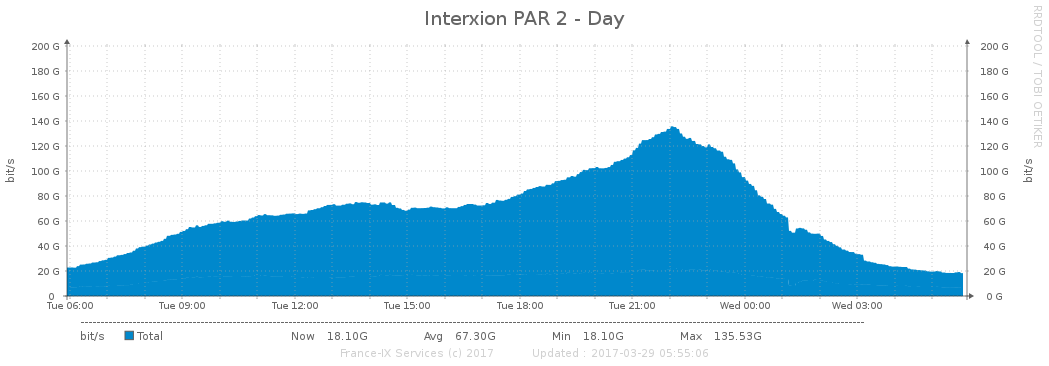 Interxion PAR 2 - Day
RRDTOOL / TOBI OETIKER
bit/s
200 G 200 G
180 G 180 G
160 G 160 G
140 G 140 G
120 G 120 G
100 G 100 G
80 G 80 G
60 G 60 G
40 G 40 G
20 G 20 G
0 0 G
bit/s
Tue 06:00 Tue 09:00 Tue 12:00 Tue 15:00 Tue 18:00 Tue 21:00 Wed 00:00 Wed 03:00
bit/s Total Now 18.10G Avg 67.30G Min 18.10G Max 135.53G
France-IX Services (c) 2017 Updated : 2017-03-29 05:55:06